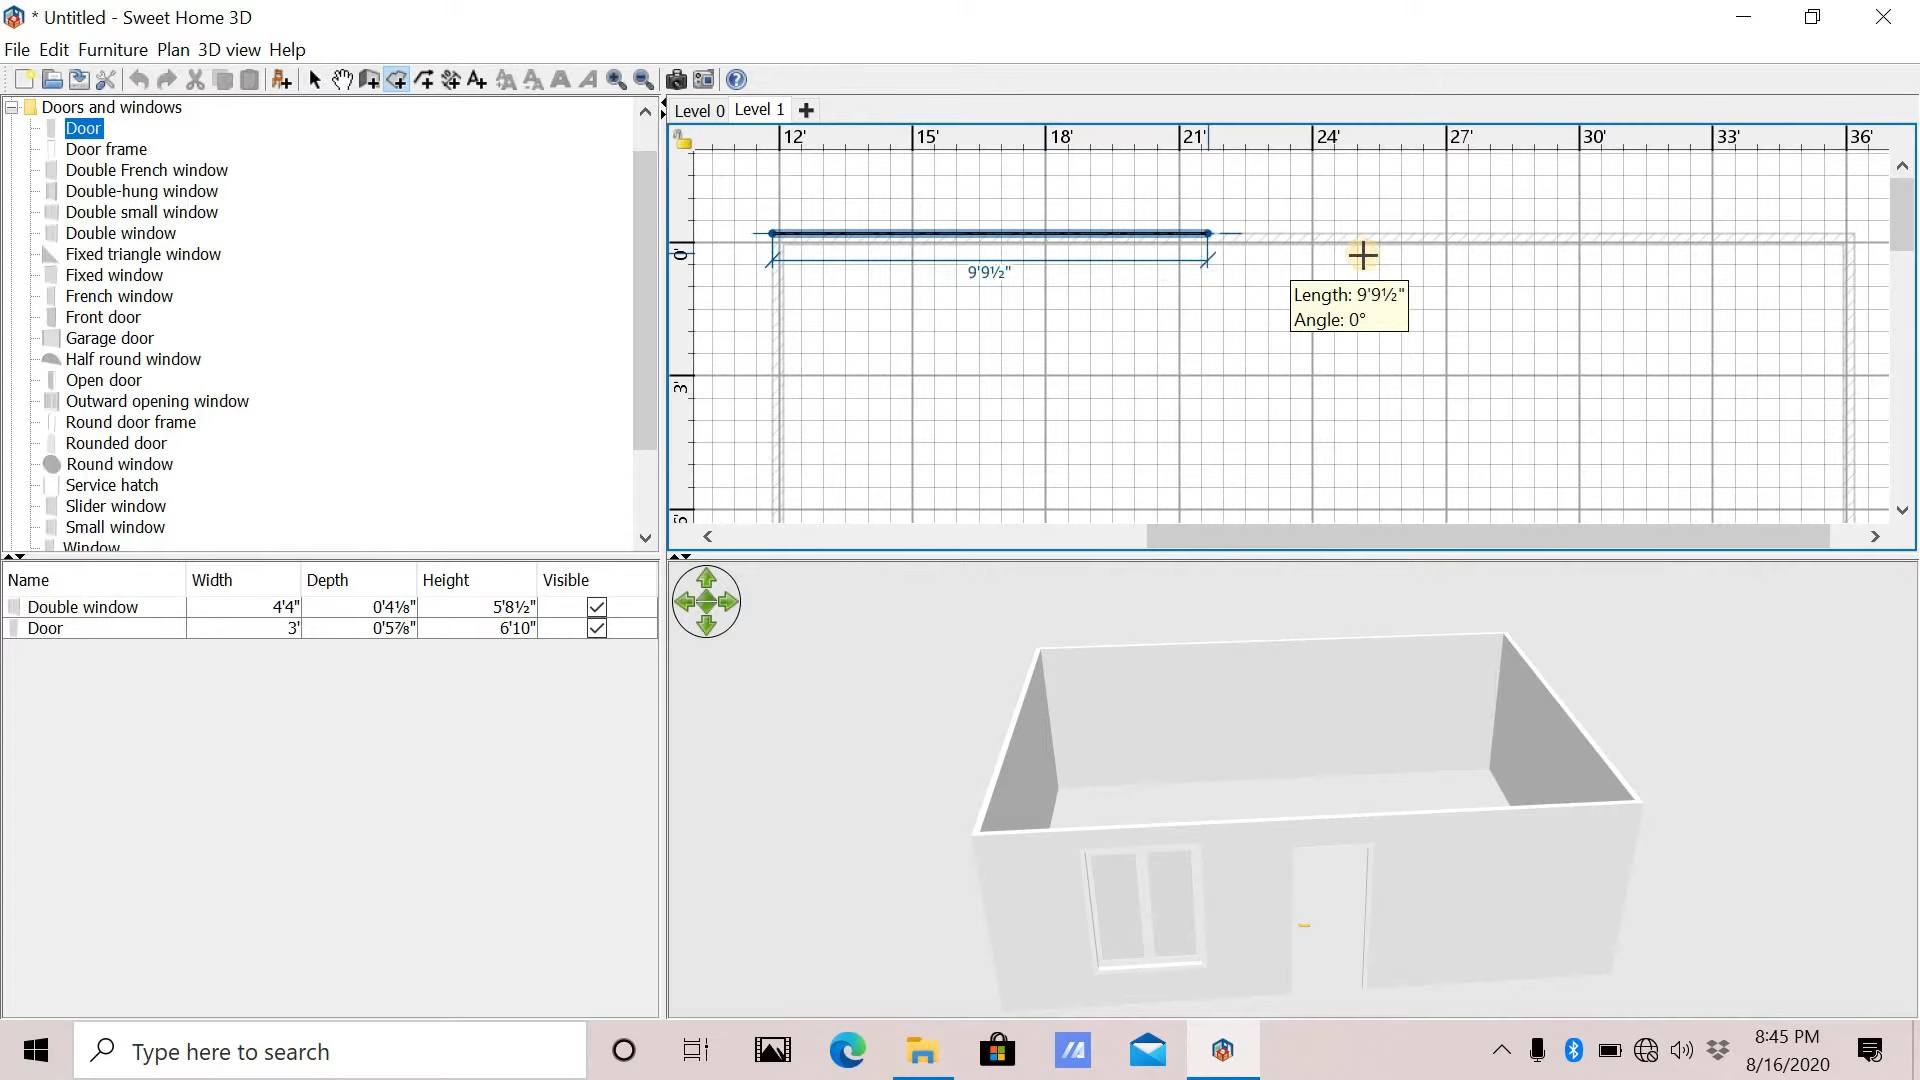 * Untitled - Sweet Home 3D
File Edit Furniture Plan 3D view Help
Doors and windows
Door
Door frame
Double French window
Double-hung window
Double small window
Double window
Fixed triangle window
Fixed window
French window
Front door
Garage door
Half round window
Open door
Outward opening window
Round door frame
Rounded door
Round window
Service hatch
Slider window
Small window
Window
Level 0 Level 1
12' 15' 18' 21' 24' 27' 30' 33' 36'
0'
3'
9'9½"
Length: 9'9½"
Angle: 0°
Name Width Depth Height Visible
Double window 4'4" 0'4⅛" 5'8½"
Door 3' 0'5⅞" 6'10"
Type here to search
8:45 PM
8/16/2020